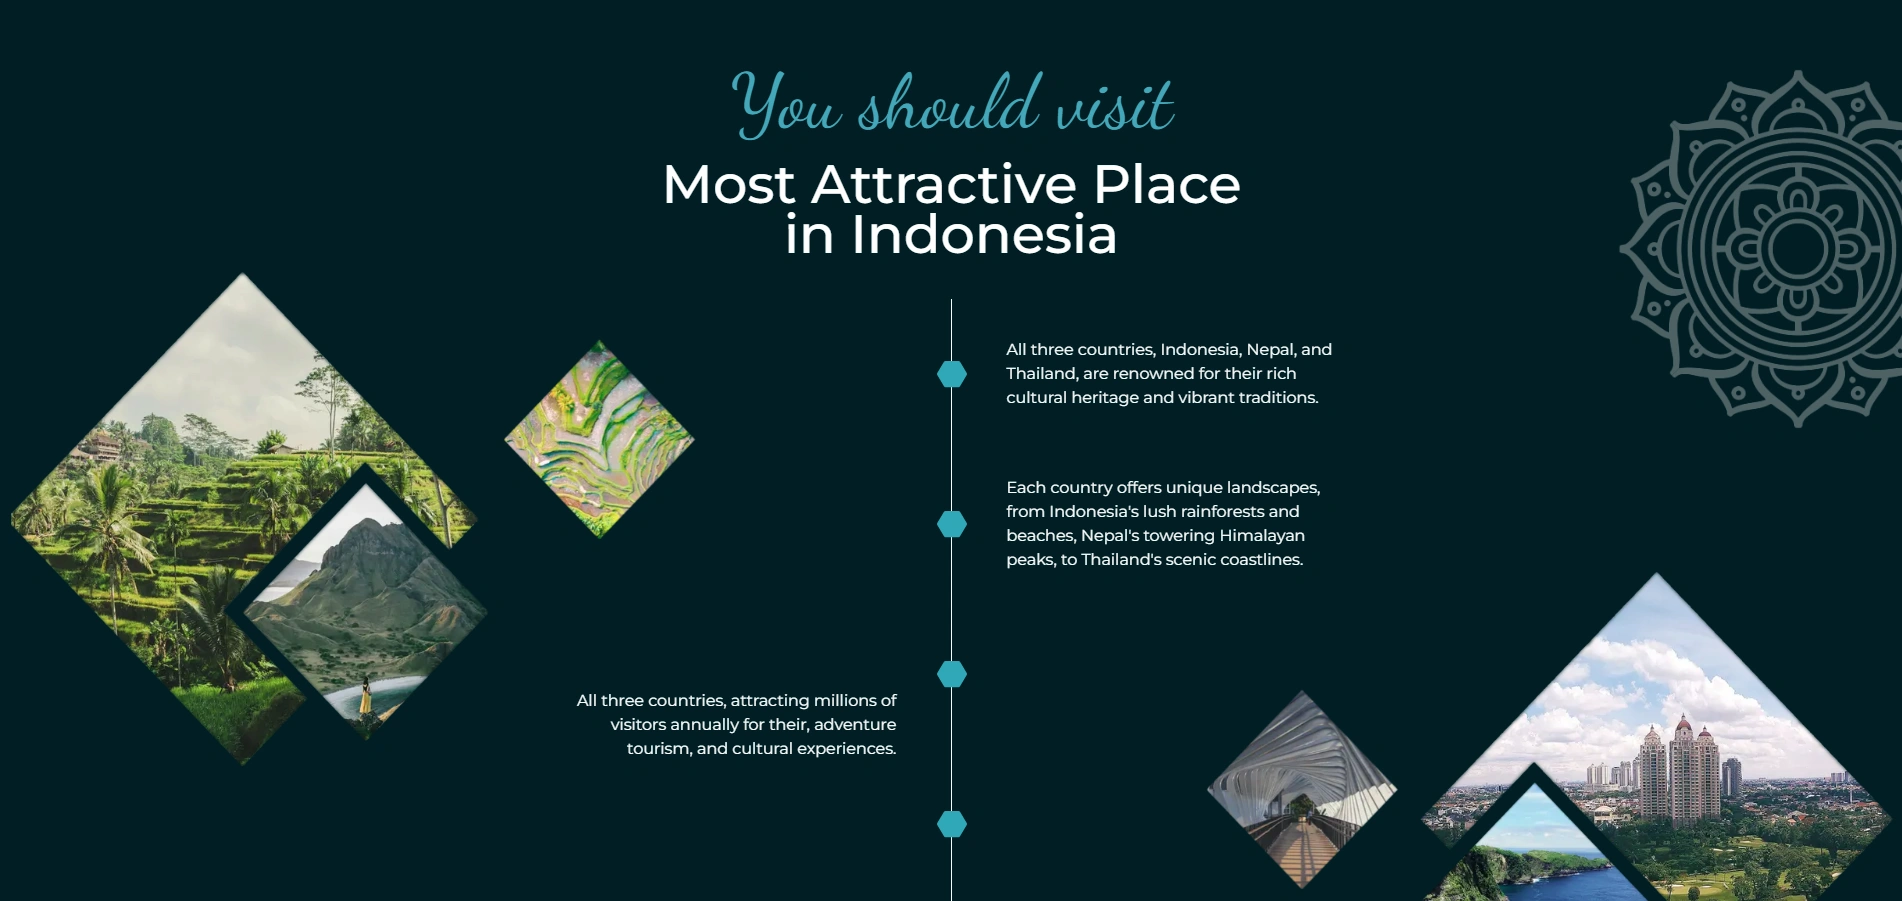 You should visit
Most Attractive Place
in Indonesia
All three countries, Indonesia, Nepal, and
Thailand, are renowned for their rich
cultural heritage and vibrant traditions.
Each country offers unique landscapes,
from Indonesia's lush rainforests and
beaches, Nepal's towering Himalayan
peaks, to Thailand's scenic coastlines.
All three countries, attracting millions of
visitors annually for their, adventure
tourism, and cultural experiences.